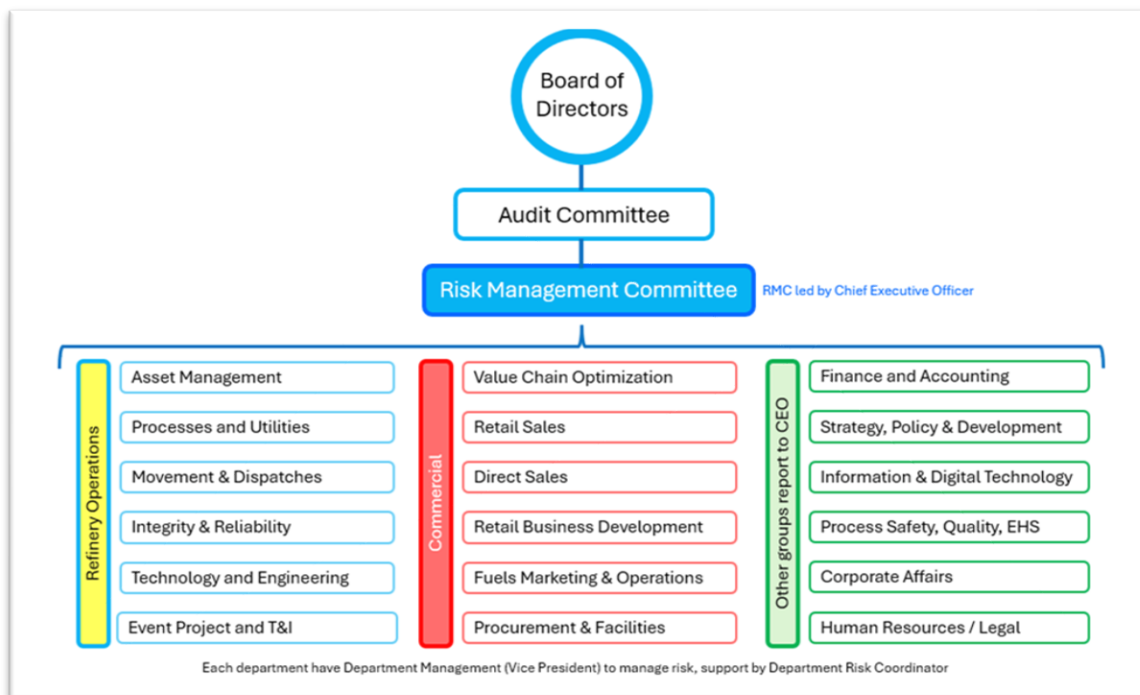 Board of
Directors
Audit Committee
Risk Management Committee
RMC led by Chief Executive Officer
Refinery Operations
Asset Management
Processes and Utilities
Movement & Dispatches
Integrity & Reliability
Technology and Engineering
Event Project and T&I
Commercial
Value Chain Optimization
Retail Sales
Direct Sales
Retail Business Development
Fuels Marketing & Operations
Procurement & Facilities
Other groups report to CEO
Finance and Accounting
Strategy, Policy & Development
Information & Digital Technology
Process Safety, Quality, EHS
Corporate Affairs
Human Resources / Legal
Each department have Department Management (Vice President) to manage risk, support by Department Risk Coordinator